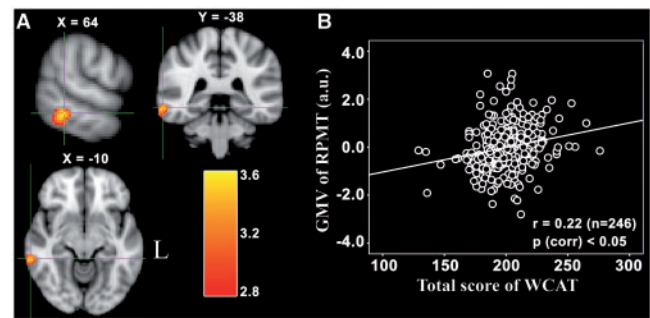 A
X = 64
Y = -38
X = -10
L
3.6
3.2
2.8
B
GMV of RPMT (a.u.)
4.0
2.0
0.0
-2.0
-4.0
r = 0.22 (n=246)
p (corr) < 0.05
100 150 200 250 300
Total score of WCAT